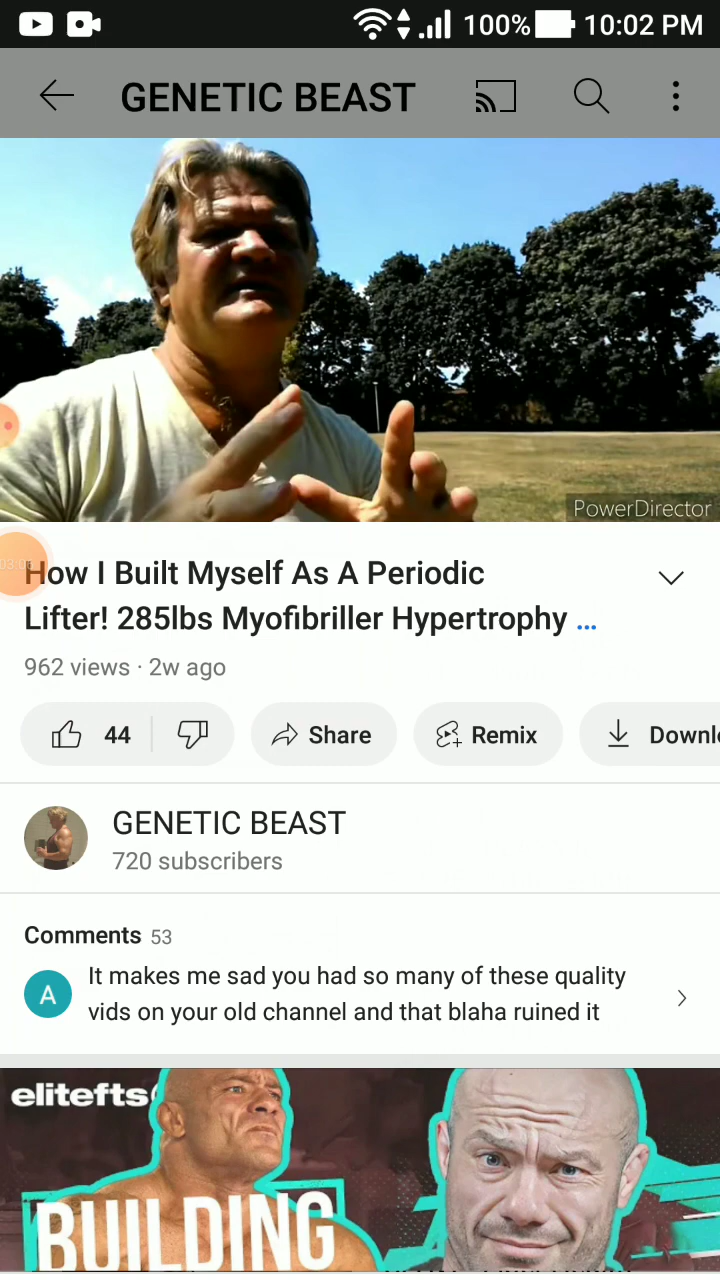 100% 10:02 PM
GENETIC BEAST
PowerDirector
03:08
How I Built Myself As A Periodic
Lifter! 285lbs Myofibriller Hypertrophy ...
962 views · 2w ago
44 Share Remix Downl
GENETIC BEAST
720 subscribers
Comments 53
A
It makes me sad you had so many of these quality
vids on your old channel and that blaha ruined it
elitefts
BUILDING